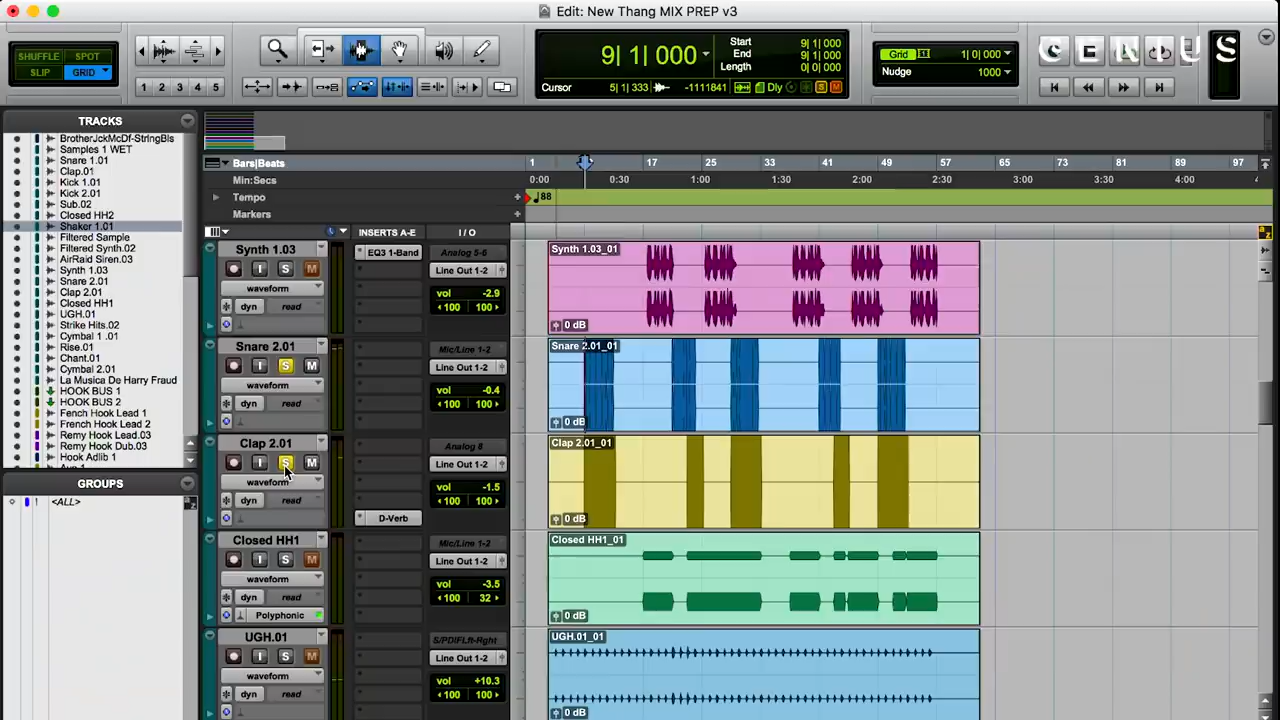 Edit: New Thang MIX PREP v3
SHUFFLE SPOT
SLIP GRID
1 2 3 4 5
9| 1| 000
Start 9| 1| 000
End 9| 1| 000
Length 0| 0| 000
Cursor 5| 1| 333 -1111841 Dly S M
Grid 1| 0| 000
Nudge 1000
G E N I U S
TRACKS
BrotherJckMcDf-StringBls
Samples 1 WET
Snare 1.01
Clap.01
Kick 1.01
Kick 2.01
Sub.02
Closed HH2
Shaker 1.01
Filtered Sample
Filtered Synth.02
AirRaid Siren.03
Synth 1.03
Snare 2.01
Clap 2.01
Closed HH1
UGH.01
Strike Hits.02
Cymbal 1 .01
Rise.01
Chant.01
Cymbal 2.01
La Musica De Harry Fraud
HOOK BUS 1
HOOK BUS 2
Fench Hook Lead 1
French Hook Lead 2
Remy Hook Lead.03
Remy Hook Dub.03
Hook Adlib 1
GROUPS
! <ALL>
a z
Bars|Beats 1 17 25 33 41 49 57 65 73 81 89 97
Min:Secs 0:00 0:30 1:00 1:30 2:00 2:30 3:00 3:30 4:00
Tempo + 88
Markers +
INSERTS A-E I / O
Synth 1.03
I S M
waveform
dyn read
EQ3 1-Band
Analog 5-6
Line Out 1-2
vol -2.9
100 100
Synth 1.03_01
0 dB
Snare 2.01
I S M
waveform
dyn read
Mic/Line 1-2
Line Out 1-2
vol -0.4
100 100
Snare 2.01_01
0 dB
Clap 2.01
I S M
waveform
dyn read
D-Verb
Analog 8
Line Out 1-2
vol -1.5
100 100
Clap 2.01_01
0 dB
Closed HH1
I S M
waveform
dyn read
Polyphonic
Mic/Line 1-2
Line Out 1-2
vol -3.5
100 32
Closed HH1_01
0 dB
UGH.01
I S M
waveform
dyn read
S/PDIFLft-Rght
Line Out 1-2
vol +10.3
100 100
UGH.01_01
0 dB